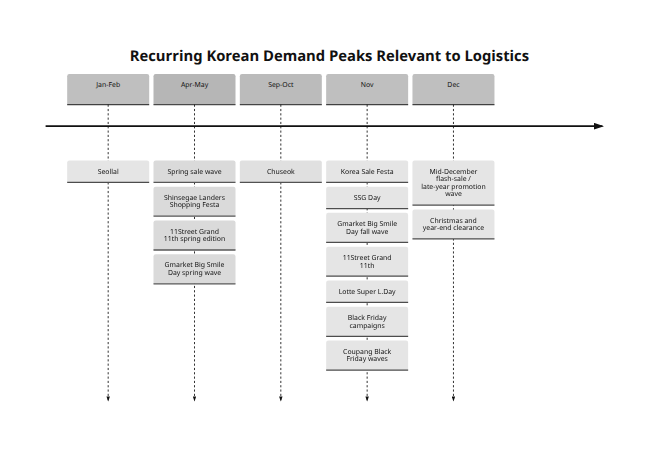 Recurring Korean Demand Peaks Relevant to Logistics
Jan-Feb
Apr-May
Sep-Oct
Nov
Dec
Seollal
Spring sale wave
Shinsegae Landers
Shopping Festa
11Street Grand
11th spring edition
Gmarket Big Smile
Day spring wave
Chuseok
Korea Sale Festa
SSG Day
Gmarket Big Smile
Day fall wave
11Street Grand
11th
Lotte Super L.Day
Black Friday
campaigns
Coupang Black
Friday waves
Mid-December
flash-sale /
late-year promotion
wave
Christmas and
year-end clearance